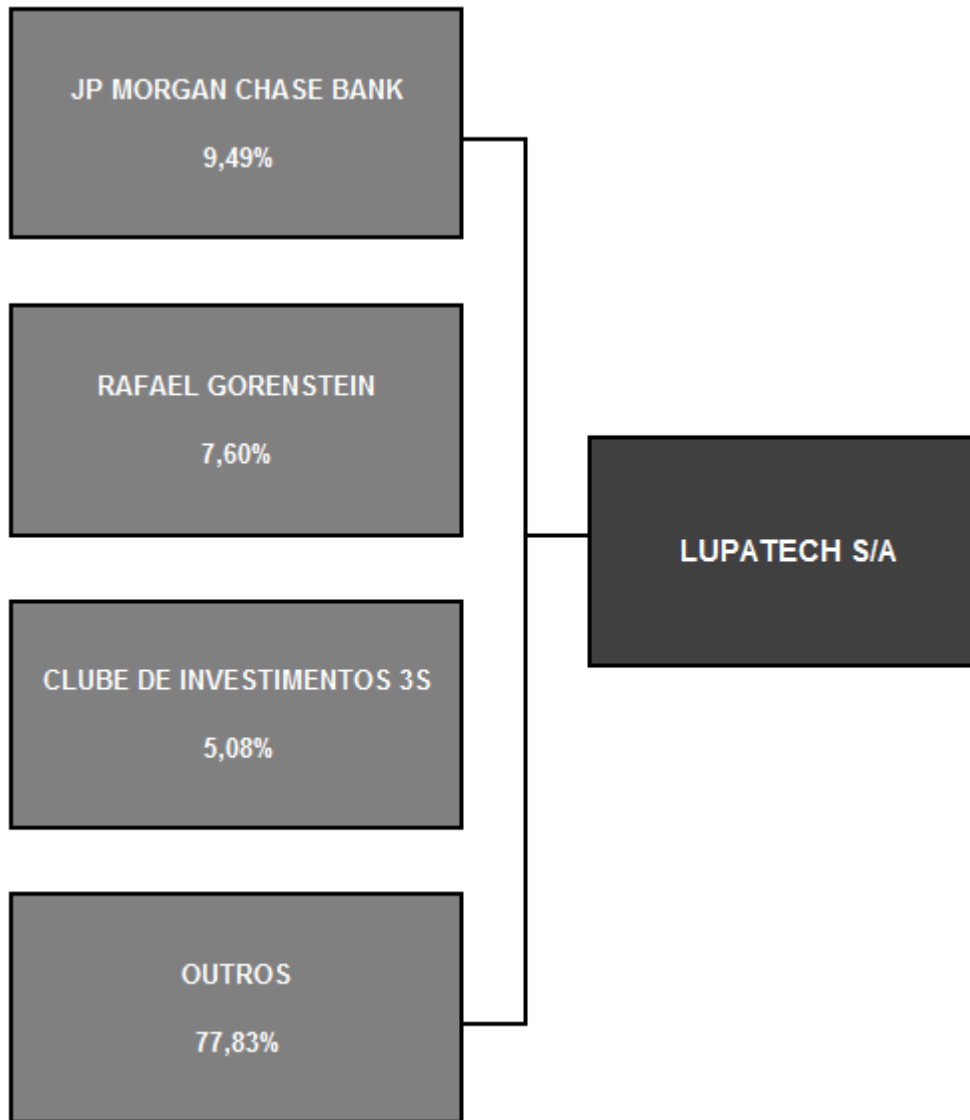 JP MORGAN CHASE BANK
9,49%
RAFAEL GORENSTEIN
7,60%
LUPATECH S/A
CLUBE DE INVESTIMENTOS 3S
5,08%
OUTROS
77,83%